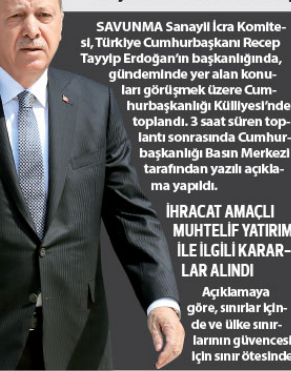 SAVUNMA Sanayii İcra Komite-
si, Türkiye Cumhurbaşkanı Recep
Tayyip Erdoğan'ın başkanlığında,
gündeminde yer alan konu-
ları görüşmek üzere Cum-
hurbaşkanlığı Külliyesi'nde
toplandı. 3 saat süren top-
lantı sonrasında Cumhur-
başkanlığı Basın Merkezi
tarafından yazılı açıkla-
ma yapıldı.
İHRACAT AMAÇLI
MUHTELİF YATIRIM
İLE İLGİLİ KARAR-
LAR ALINDI
Açıklamaya
göre, sınırlar için-
de ve ülke sınır-
larının güvencesi
için sınır ötesinde